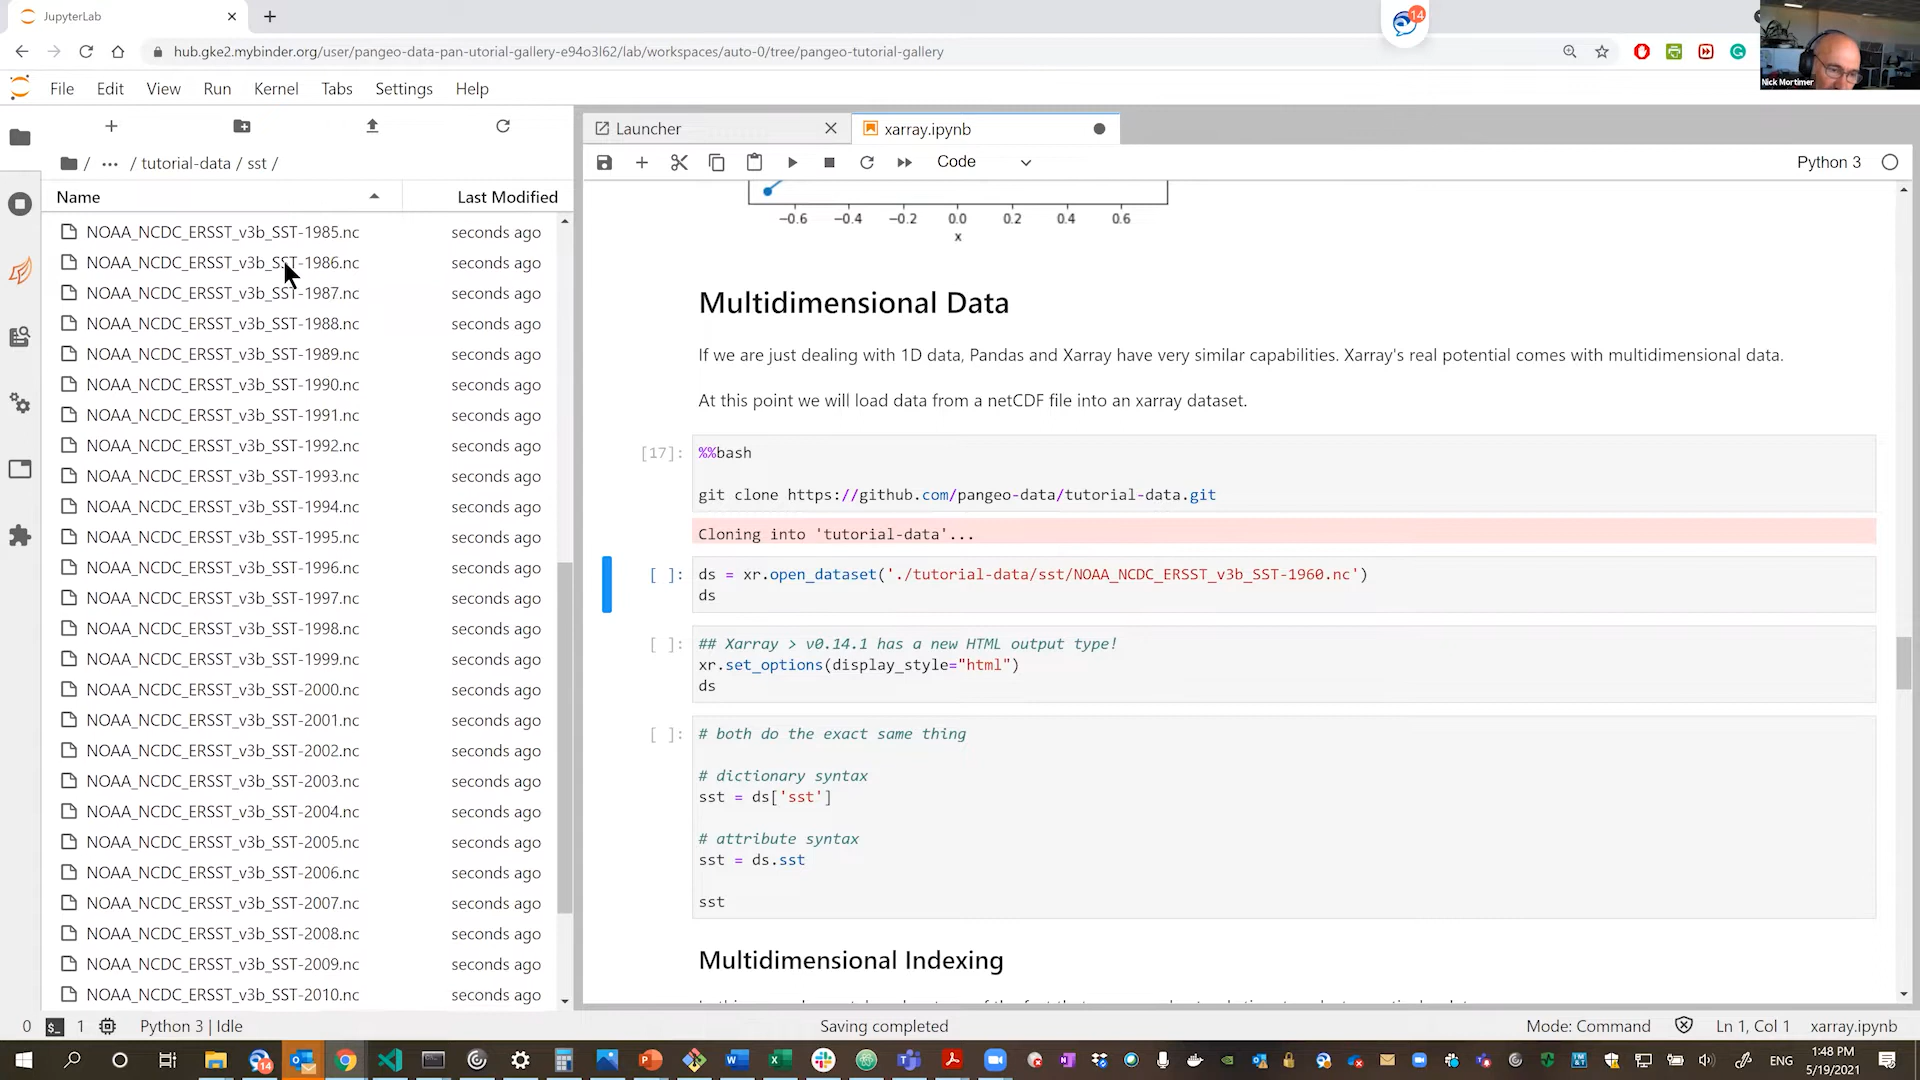 JupyterLab
14
hub.gke2.mybinder.org/user/pangeo-data-pan-utorial-gallery-e94o3l62/lab/workspaces/auto-0/tree/pangeo-tutorial-gallery
Nick Mortimer
File Edit View Run Kernel Tabs Settings Help
/ ... / tutorial-data / sst /
Name Last Modified
NOAA_NCDC_ERSST_v3b_SST-1985.nc seconds ago
NOAA_NCDC_ERSST_v3b_SST-1986.nc seconds ago
NOAA_NCDC_ERSST_v3b_SST-1987.nc seconds ago
NOAA_NCDC_ERSST_v3b_SST-1988.nc seconds ago
NOAA_NCDC_ERSST_v3b_SST-1989.nc seconds ago
NOAA_NCDC_ERSST_v3b_SST-1990.nc seconds ago
NOAA_NCDC_ERSST_v3b_SST-1991.nc seconds ago
NOAA_NCDC_ERSST_v3b_SST-1992.nc seconds ago
NOAA_NCDC_ERSST_v3b_SST-1993.nc seconds ago
NOAA_NCDC_ERSST_v3b_SST-1994.nc seconds ago
NOAA_NCDC_ERSST_v3b_SST-1995.nc seconds ago
NOAA_NCDC_ERSST_v3b_SST-1996.nc seconds ago
NOAA_NCDC_ERSST_v3b_SST-1997.nc seconds ago
NOAA_NCDC_ERSST_v3b_SST-1998.nc seconds ago
NOAA_NCDC_ERSST_v3b_SST-1999.nc seconds ago
NOAA_NCDC_ERSST_v3b_SST-2000.nc seconds ago
NOAA_NCDC_ERSST_v3b_SST-2001.nc seconds ago
NOAA_NCDC_ERSST_v3b_SST-2002.nc seconds ago
NOAA_NCDC_ERSST_v3b_SST-2003.nc seconds ago
NOAA_NCDC_ERSST_v3b_SST-2004.nc seconds ago
NOAA_NCDC_ERSST_v3b_SST-2005.nc seconds ago
NOAA_NCDC_ERSST_v3b_SST-2006.nc seconds ago
NOAA_NCDC_ERSST_v3b_SST-2007.nc seconds ago
NOAA_NCDC_ERSST_v3b_SST-2008.nc seconds ago
NOAA_NCDC_ERSST_v3b_SST-2009.nc seconds ago
NOAA_NCDC_ERSST_v3b_SST-2010.nc seconds ago
Launcher xarray.ipynb
Code Python 3
−0.6 −0.4 −0.2 0.0 0.2 0.4 0.6
x
Multidimensional Data
If we are just dealing with 1D data, Pandas and Xarray have very similar capabilities. Xarray's real potential comes with multidimensional data.
At this point we will load data from a netCDF file into an xarray dataset.
[17]: %%bash
git clone https://github.com/pangeo-data/tutorial-data.git
Cloning into 'tutorial-data'...
[ ]: ds = xr.open_dataset('./tutorial-data/sst/NOAA_NCDC_ERSST_v3b_SST-1960.nc')
ds
[ ]: ## Xarray > v0.14.1 has a new HTML output type!
xr.set_options(display_style="html")
ds
[ ]: # both do the exact same thing
# dictionary syntax
sst = ds['sst']
# attribute syntax
sst = ds.sst
sst
Multidimensional Indexing
0 1 Python 3 | Idle Saving completed Mode: Command Ln 1, Col 1 xarray.ipynb
14 ENG 1:48 PM
5/19/2021